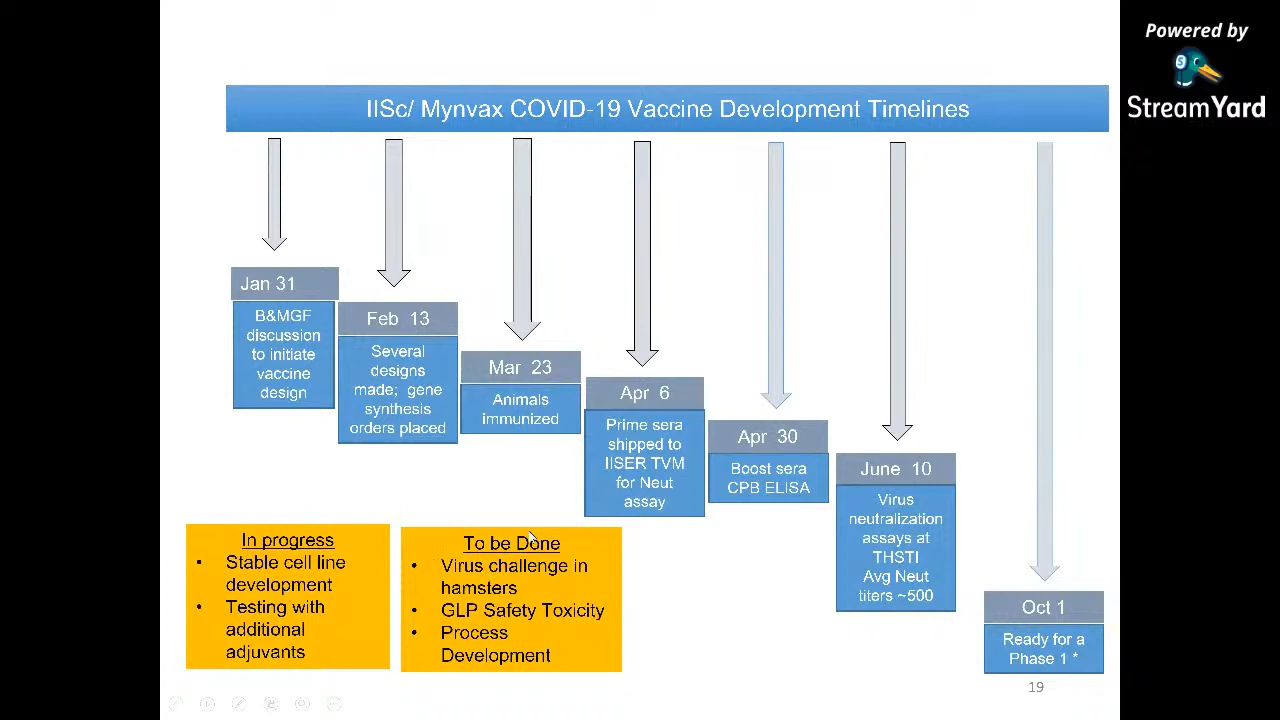 Powered by
StreamYard
IISc/ Mynvax COVID-19 Vaccine Development Timelines
Jan 31
B&MGF
discussion
to initiate
vaccine
design
Feb 13
Several
designs
made; gene
synthesis
orders placed
Mar 23
Animals
immunized
Apr 6
Prime sera
shipped to
IISER TVM
for Neut
assay
Apr 30
Boost sera
CPB ELISA
June 10
Virus
neutralization
assays at
THSTI
Avg Neut
titers ~500
Oct 1
Ready for a
Phase 1 *
In progress
• Stable cell line
development
• Testing with
additional
adjuvants
To be Done
• Virus challenge in
hamsters
• GLP Safety Toxicity
• Process
Development
19